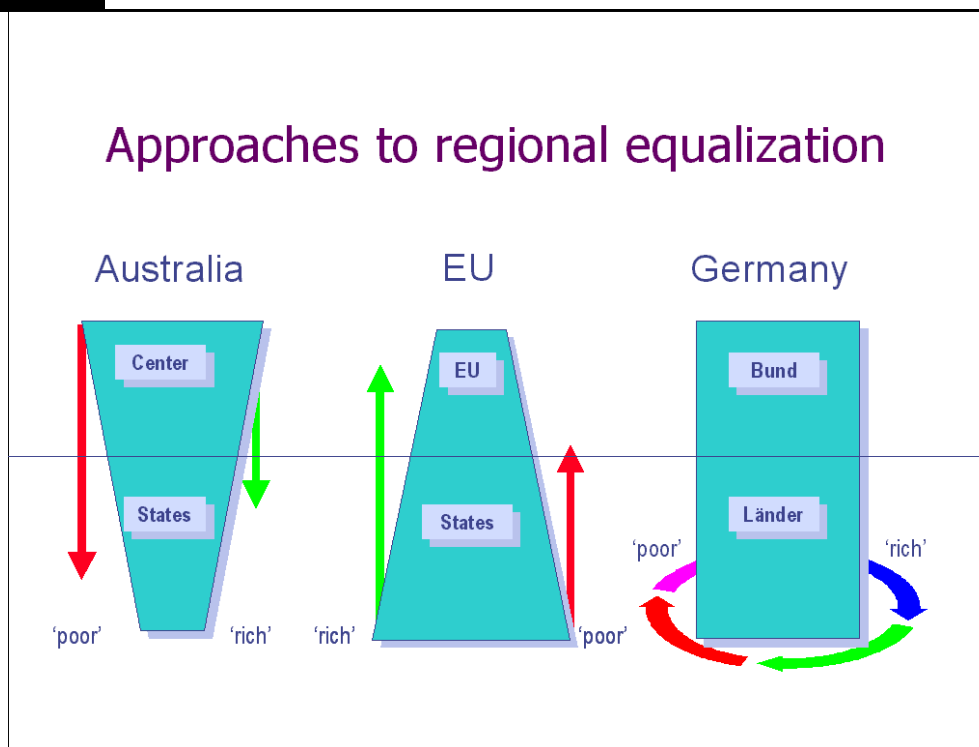 Approaches to regional equalization
Australia
EU
Germany
Center
EU
Bund
States
States
Länder
‘poor’
‘rich’
‘poor’
‘rich’
‘rich’
‘poor’